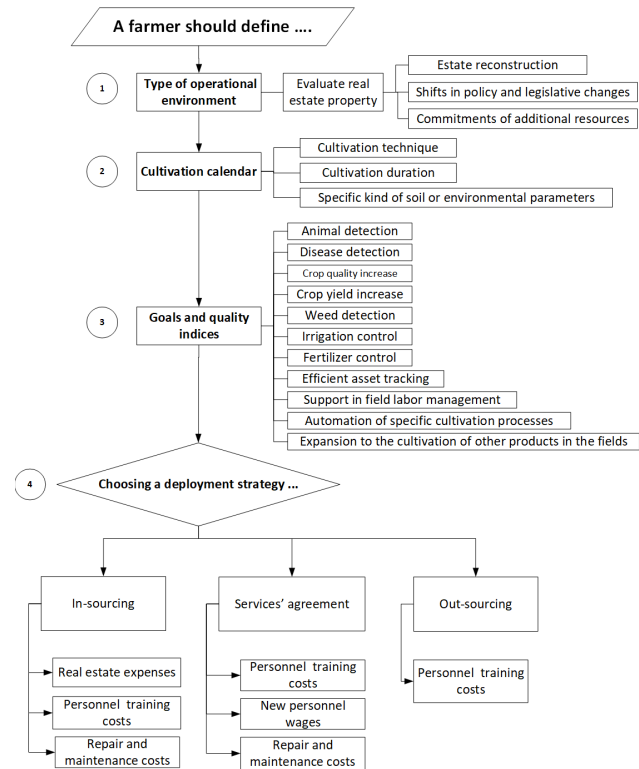 A farmer should define ....
1
Type of operational
environment
Evaluate real
estate property
Estate reconstruction
Shifts in policy and legislative changes
Commitments of additional resources
2
Cultivation calendar
Cultivation technique
Cultivation duration
Specific kind of soil or environmental parameters
3
Goals and quality
indices
Animal detection
Disease detection
Crop quality increase
Crop yield increase
Weed detection
Irrigation control
Fertilizer control
Efficient asset tracking
Support in field labor management
Automation of specific cultivation processes
Expansion to the cultivation of other products in the fields
4
Choosing a deployment strategy ...
In-sourcing
Real estate expenses
Personnel training
costs
Repair and
maintenance costs
Services’ agreement
Personnel training
costs
New personnel
wages
Repair and
maintenance costs
Out-sourcing
Personnel training
costs